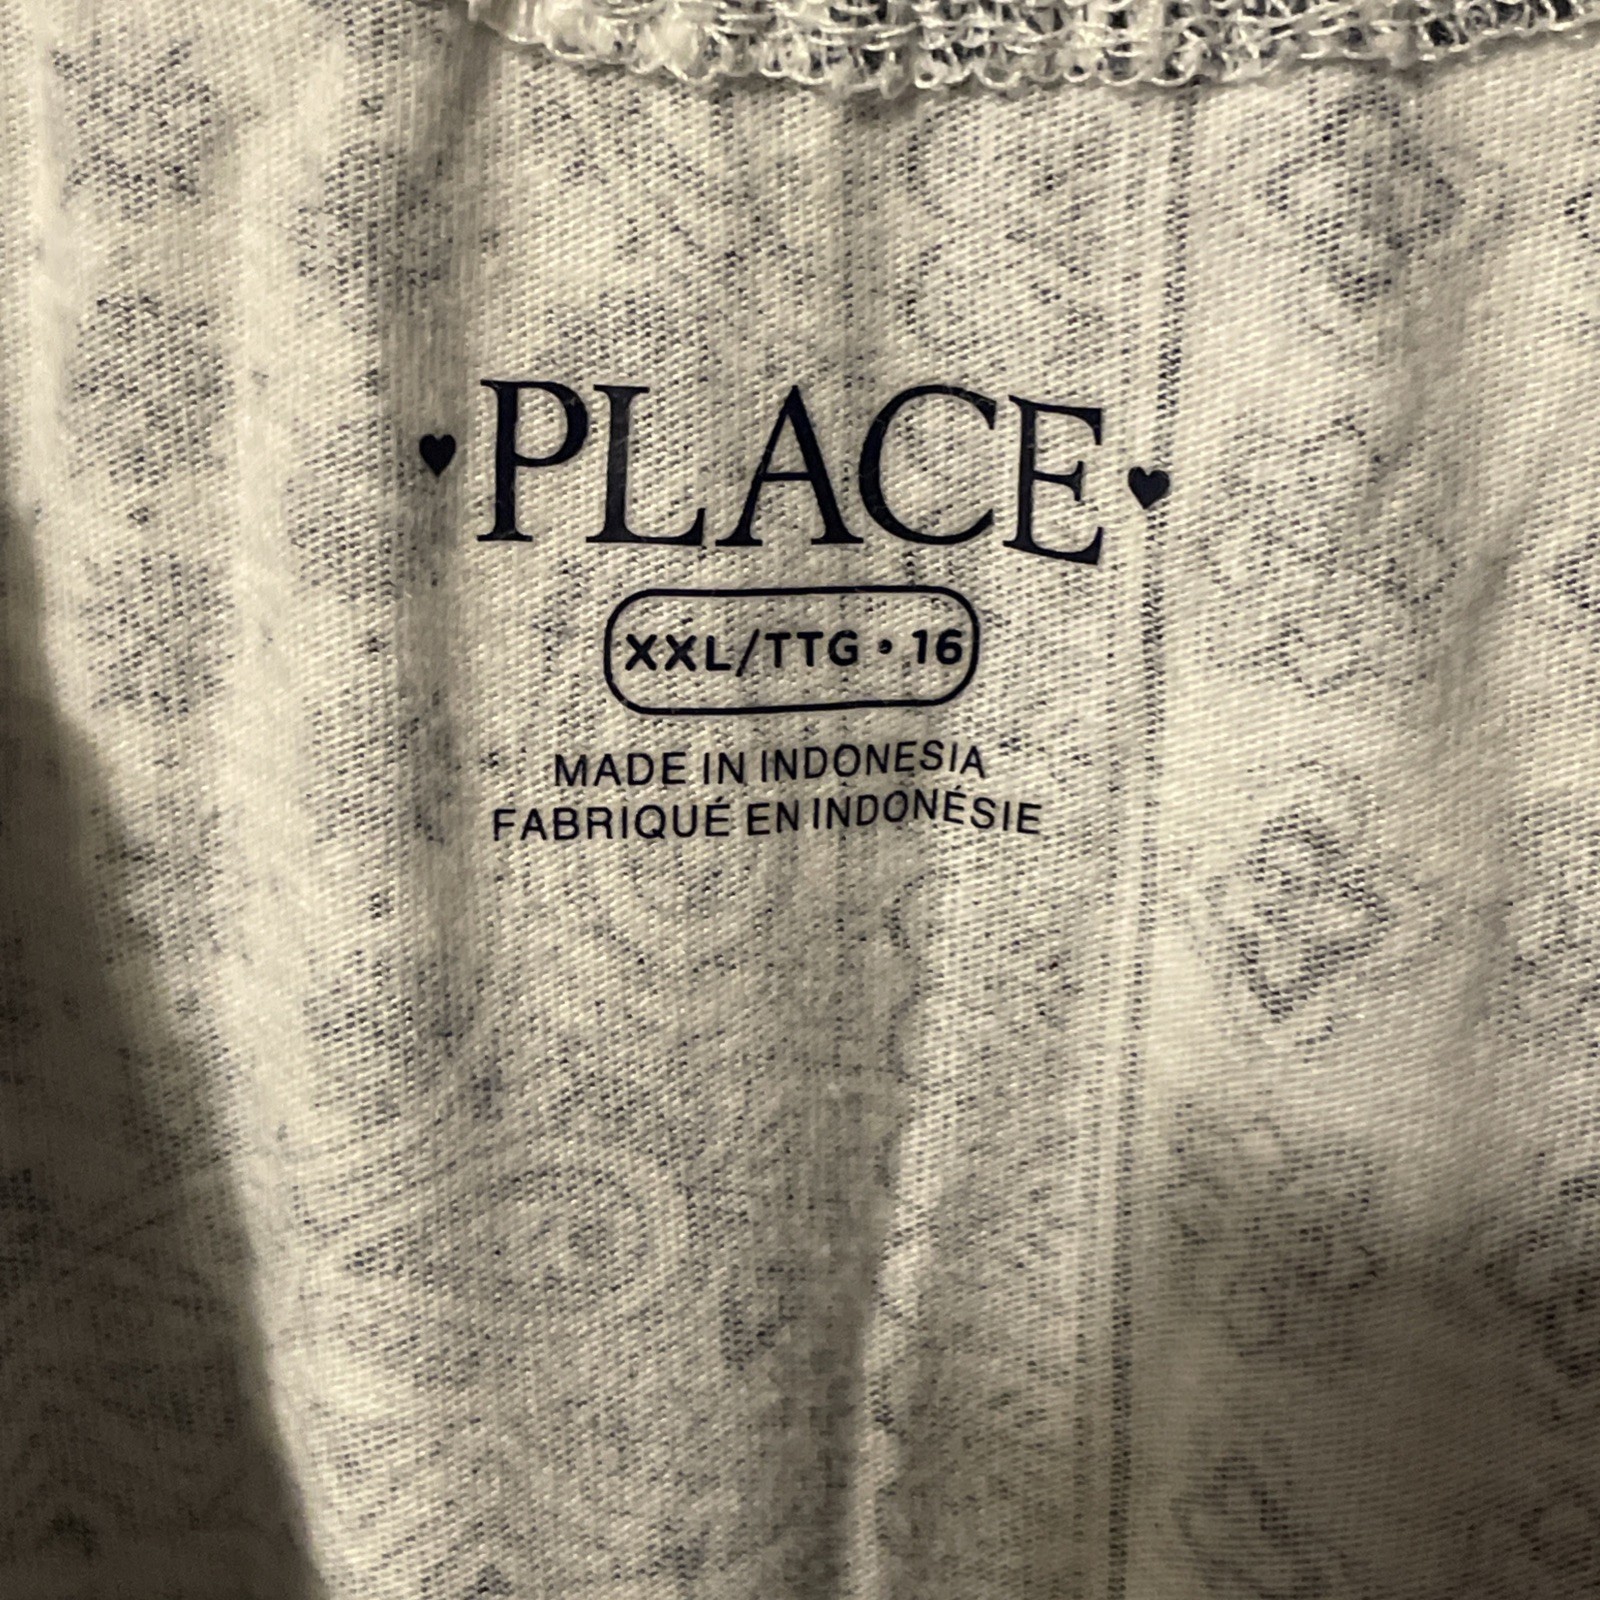 PLACE
XXL/TTG • 16
MADE IN INDONESIA
FABRIQUÉ EN INDONÉSIE